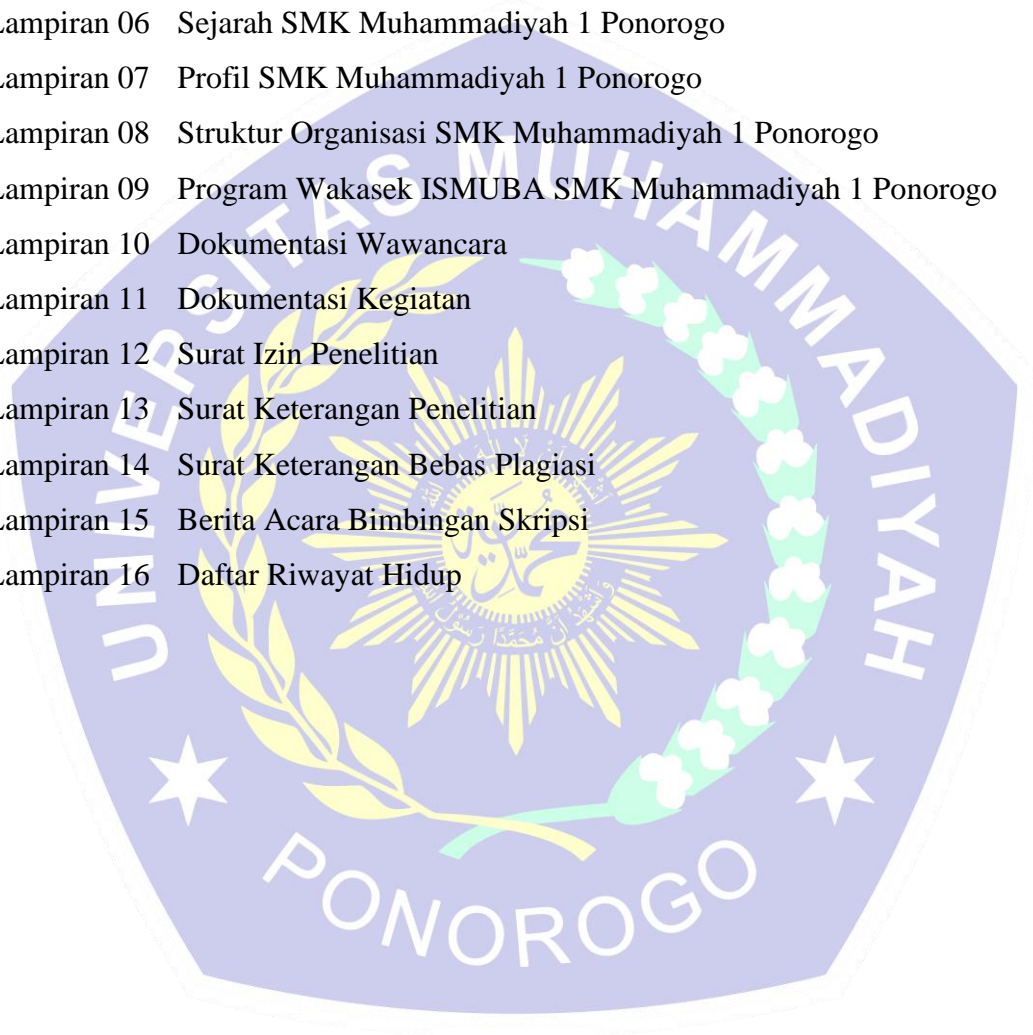 Lampiran 06 Sejarah SMK Muhammadiyah 1 Ponorogo
Lampiran 07 Profil SMK Muhammadiyah 1 Ponorogo
Lampiran 08 Struktur Organisasi SMK Muhammadiyah 1 Ponorogo
Lampiran 09 Program Wakasek ISMUBA SMK Muhammadiyah 1 Ponorogo
Lampiran 10 Dokumentasi Wawancara
Lampiran 11 Dokumentasi Kegiatan
Lampiran 12 Surat Izin Penelitian
Lampiran 13 Surat Keterangan Penelitian
Lampiran 14 Surat Keterangan Bebas Plagiasi
Lampiran 15 Berita Acara Bimbingan Skripsi
Lampiran 16 Daftar Riwayat Hidup
UNIVERSITAS MUHAMMADIYAH
PONOROGO
محمدية